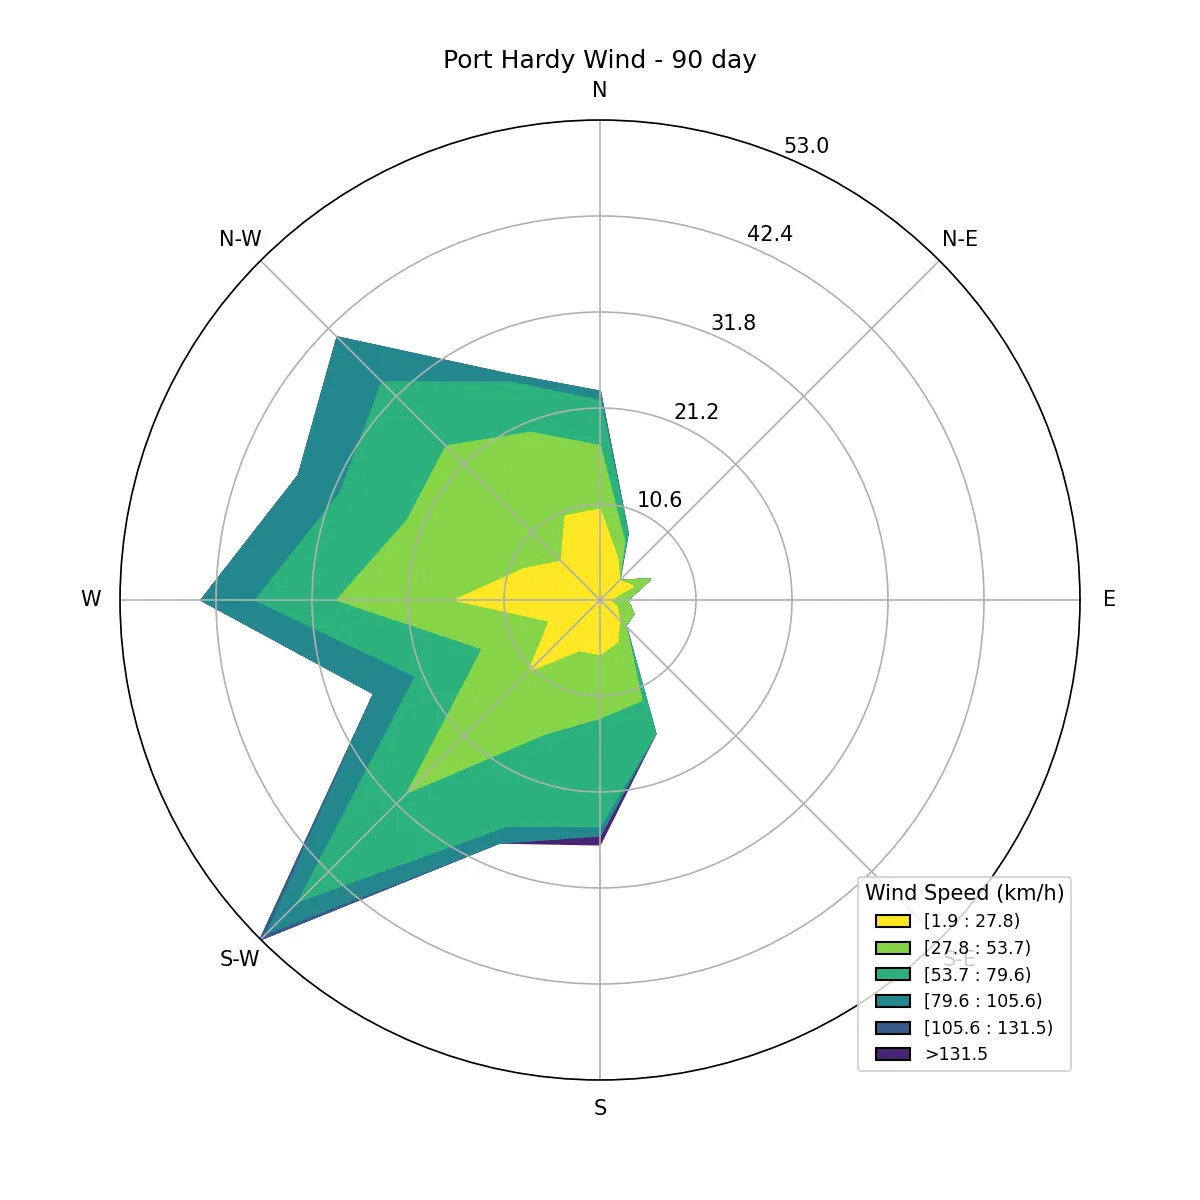 Port Hardy Wind - 90 day
N
53.0
42.4
N-W
N-E
31.8
21.2
10.6
W
E
Wind Speed (km/h)
[1.9 : 27.8)
[27.8 : 53.7)
[53.7 : 79.6)
[79.6 : 105.6)
[105.6 : 131.5)
>131.5
S-W
S-E
S